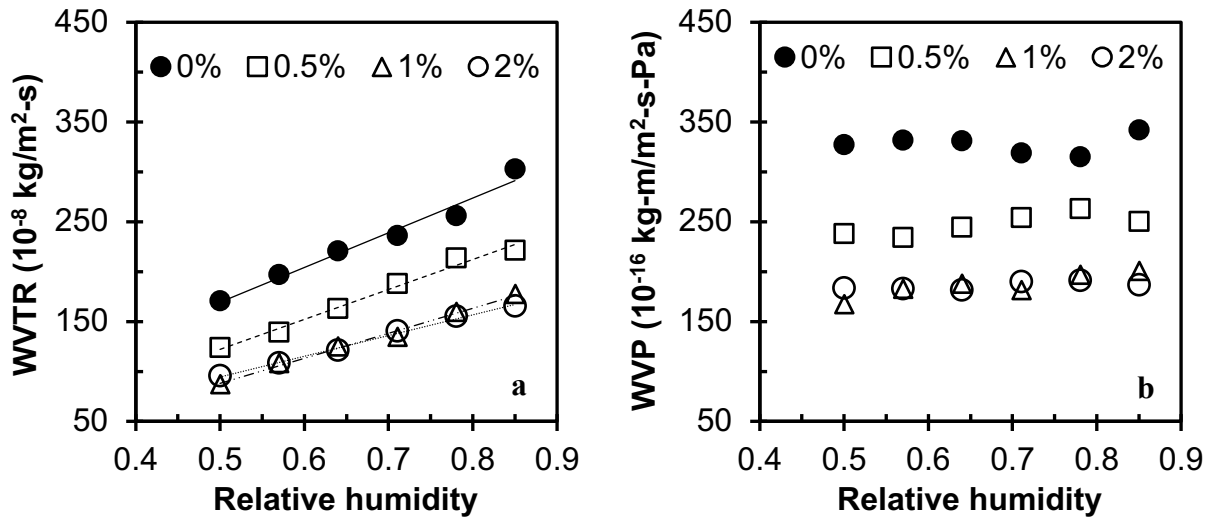 WVTR (10⁻⁸ kg/m²-s)
450
350
250
150
50
●0% □0.5% △1% ○2%
a
0.4 0.5 0.6 0.7 0.8 0.9
Relative humidity
WVP (10⁻¹⁶ kg-m/m²-s-Pa)
450
350
250
150
50
●0% □0.5% △1% ○2%
b
0.4 0.5 0.6 0.7 0.8 0.9
Relative humidity